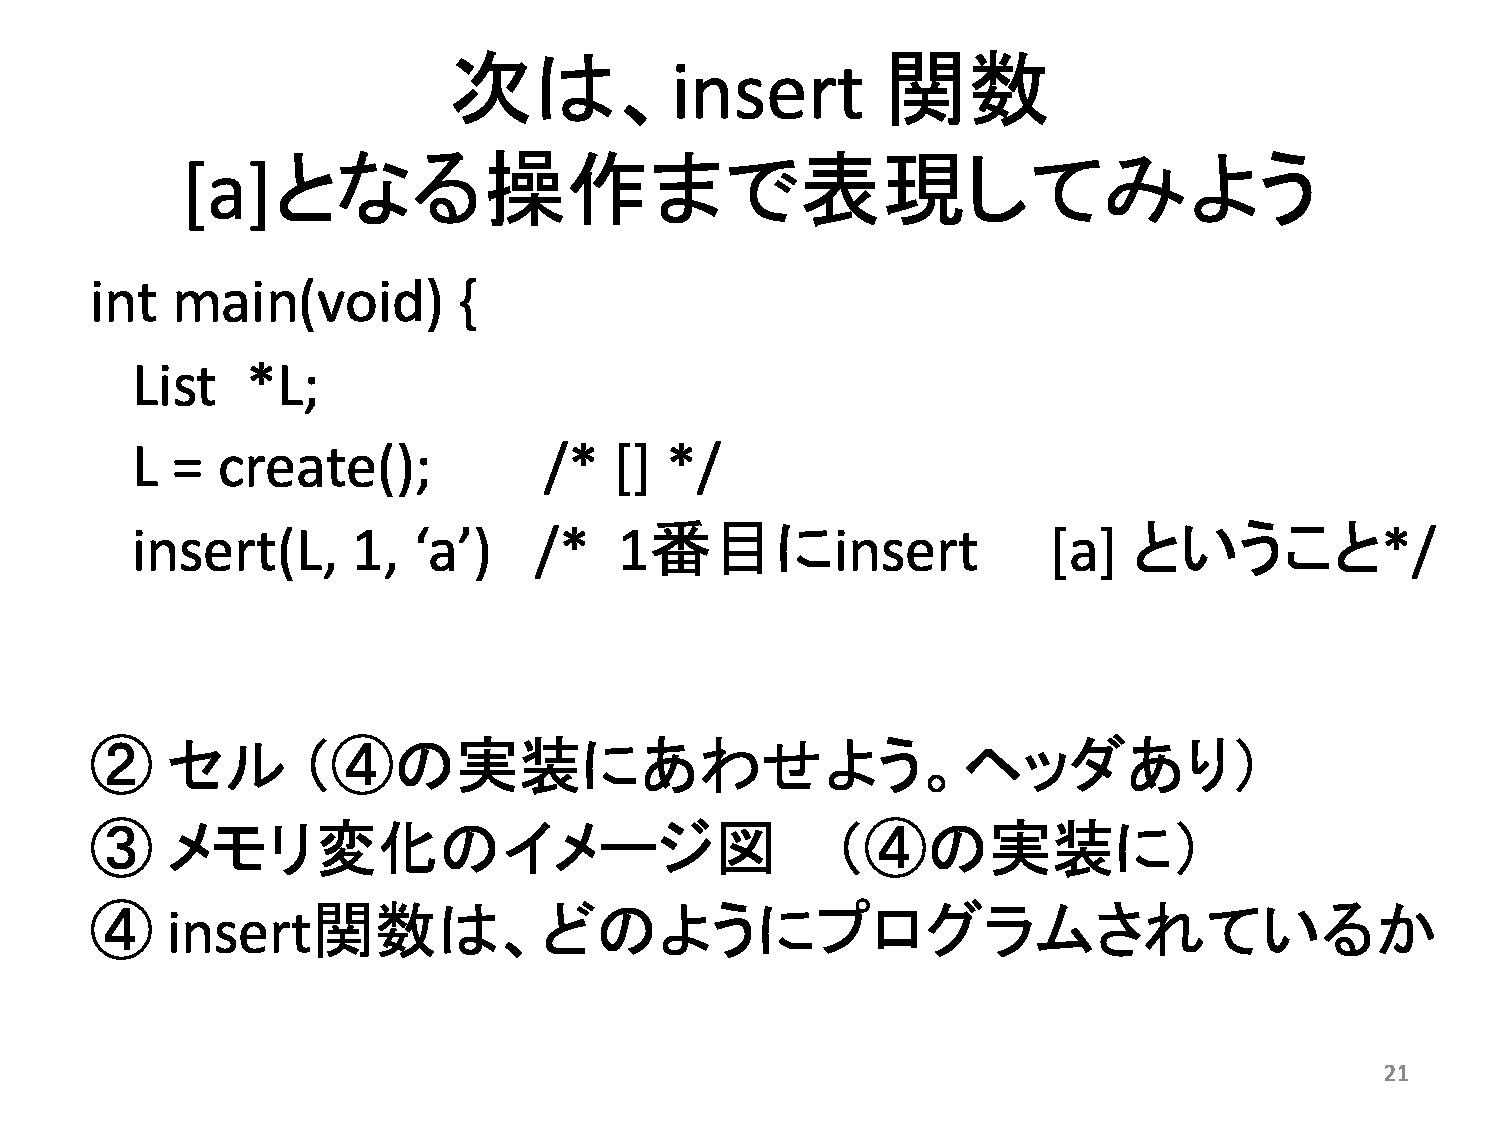 次は、insert 関数
[a]となる操作まで表現してみよう
int main(void) {
List *L;
L = create(); /* [] */
insert(L, 1, ‘a’) /* 1番目にinsert [a] ということ*/
② セル （④の実装にあわせよう。ヘッダあり）
③ メモリ変化のイメージ図 （④の実装に）
④ insert関数は、どのようにプログラムされているか
21